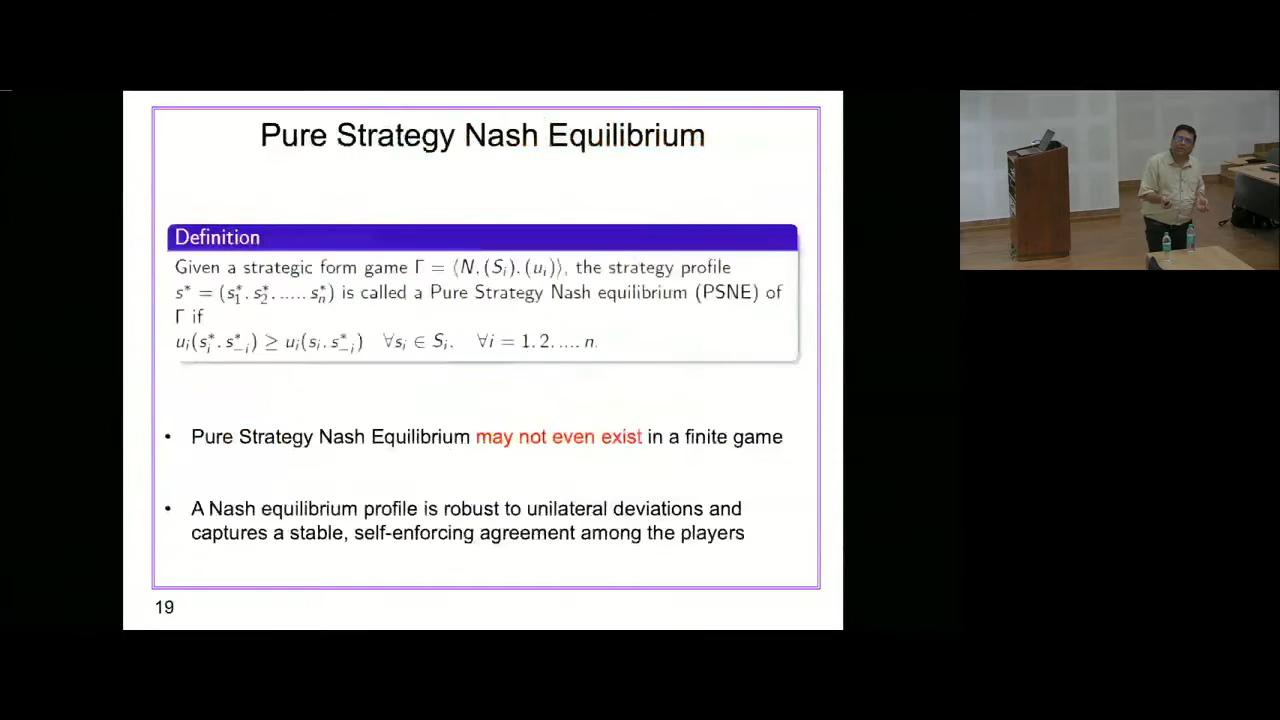 Pure Strategy Nash Equilibrium
Definition
Given a strategic form game Γ = ⟨N, (Sᵢ), (uᵢ)⟩, the strategy profile
s* = (s₁*, s₂*, ....., sₙ*) is called a Pure Strategy Nash equilibrium (PSNE) of
Γ if
uᵢ(sᵢ*, s₋ᵢ*) ≥ uᵢ(sᵢ, s₋ᵢ*) ∀sᵢ ∈ Sᵢ, ∀i = 1, 2, ...., n.
• Pure Strategy Nash Equilibrium may not even exist in a finite game
• A Nash equilibrium profile is robust to unilateral deviations and
captures a stable, self-enforcing agreement among the players
19